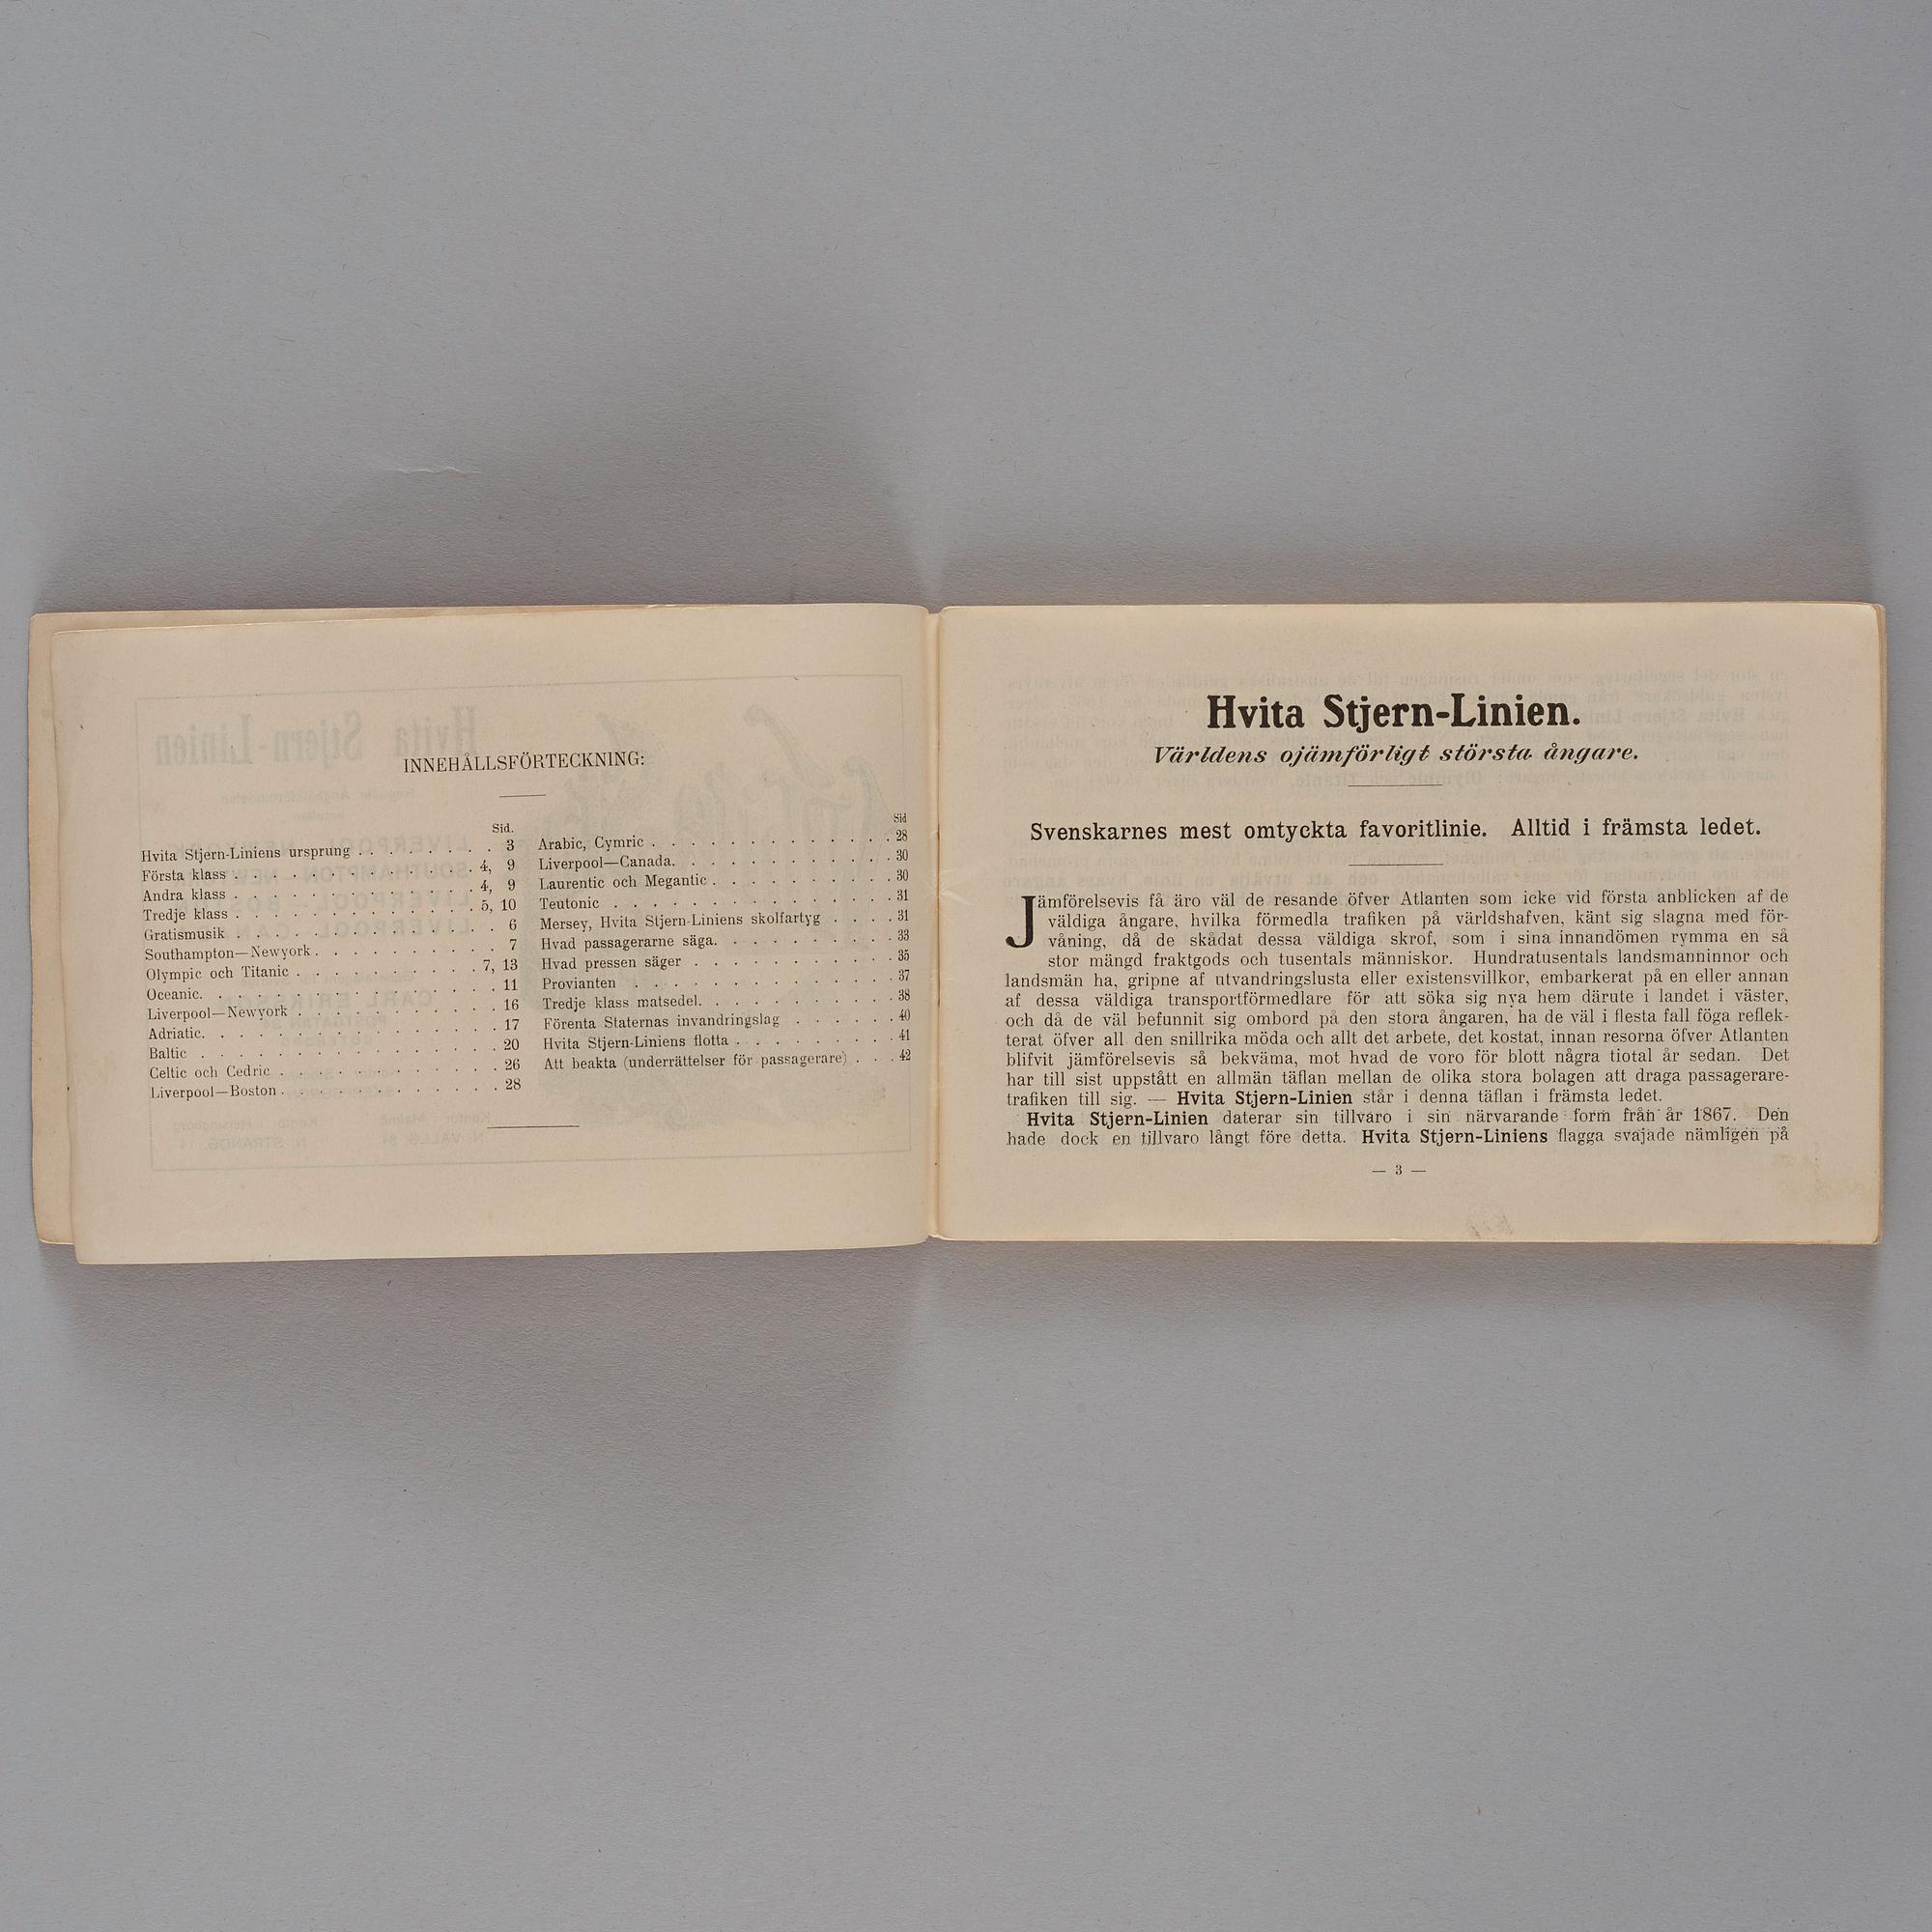 INNEHÅLLSFÖRTECKNING:
Sid.
Hvita Stjern-Liniens ursprung . . . . . . . 3
Första klass . . . . . . . . . . . . . 4, 9
Andra klass . . . . . . . . . . . . . 4, 9
Tredje klass . . . . . . . . . . . . . 5, 10
Gratismusik . . . . . . . . . . . . . . 6
Southampton—Newyork . . . . . . . . . . 7
Olympic och Titanic . . . . . . . . . . 7, 13
Oceanic. . . . . . . . . . . . . . . . 11
Liverpool—Newyork . . . . . . . . . . . 16
Adriatic. . . . . . . . . . . . . . . . 17
Baltic . . . . . . . . . . . . . . . . 20
Celtic och Cedric . . . . . . . . . . . . 26
Liverpool—Boston . . . . . . . . . . . . 28
Sid
Arabic, Cymric . . . . . . . . . . . . . 28
Liverpool—Canada. . . . . . . . . . . . 30
Laurentic och Megantic . . . . . . . . . . 30
Teutonic . . . . . . . . . . . . . . . 31
Mersey, Hvita Stjern-Liniens skolfartyg . . . . 31
Hvad passagerarne säga. . . . . . . . . . 33
Hvad pressen säger . . . . . . . . . . . 35
Provianten . . . . . . . . . . . . . . 37
Tredje klass matsedel. . . . . . . . . . . 38
Förenta Staternas invandringslag . . . . . . 40
Hvita Stjern-Liniens flotta . . . . . . . . . 41
Att beakta (underrättelser för passagerare) . . . 42
Hvita Stjern-Linien.
Världens ojämförligt största ångare.
Svenskarnes mest omtyckta favoritlinie. Alltid i främsta ledet.
Jämförelsevis få äro väl de resande öfver Atlanten som icke vid första anblicken af de
väldiga ångare, hvilka förmedla trafiken på världshafven, känt sig slagna med för-
våning, då de skådat dessa väldiga skrof, som i sina innandömen rymma en så
stor mängd fraktgods och tusentals människor. Hundratusentals landsmanninnor och
landsmän ha, gripne af utvandringslusta eller existensvillkor, embarkerat på en eller annan
af dessa väldiga transportförmedlare för att söka sig nya hem därute i landet i väster,
och då de väl befunnit sig ombord på den stora ångaren, ha de väl i flesta fall föga reflek-
terat öfver all den snillrika möda och allt det arbete, det kostat, innan resorna öfver Atlanten
blifvit jämförelsevis så bekväma, mot hvad de voro för blott några tiotal år sedan. Det
har till sist uppstått en allmän täflan mellan de olika stora bolagen att draga passagerare-
trafiken till sig. — Hvita Stjern-Linien står i denna täflan i främsta ledet.
Hvita Stjern-Linien daterar sin tillvaro i sin närvarande form från år 1867. Den
hade dock en tillvaro långt före detta. Hvita Stjern-Liniens flagga svajade nämligen på
— 3 —